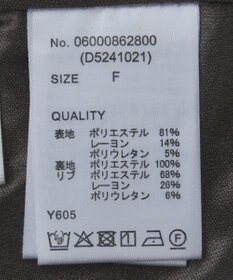 No. 06000862800
(D5241021)
SIZE F
QUALITY
表地 ポリエステル 81%
レーヨン 14%
ポリウレタン 5%
裏地 ポリエステル 100%
リブ ポリエステル 68%
レーヨン 26%
ポリウレタン 6%
Y605